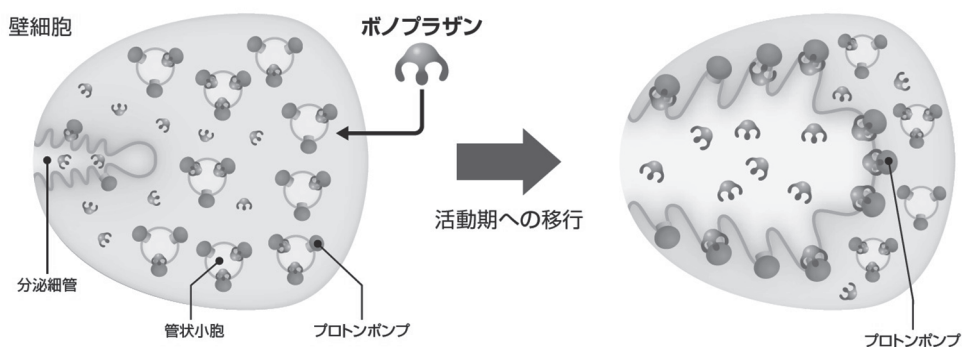 壁細胞
ボノプラザン
活動期への移行
分泌細管
管状小胞
プロトンポンプ
プロトンポンプ